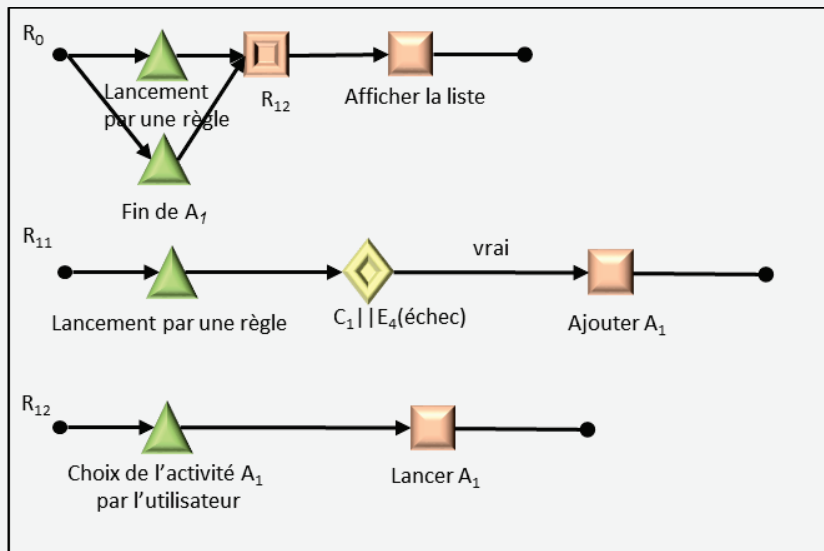 R₀
Lancement
par une règle
R₁₂
Afficher la liste
Fin de A₁
R₁₁
vrai
Lancement par une règle
C₁||E₄(échec)
Ajouter A₁
R₁₂
Choix de l’activité A₁
par l’utilisateur
Lancer A₁